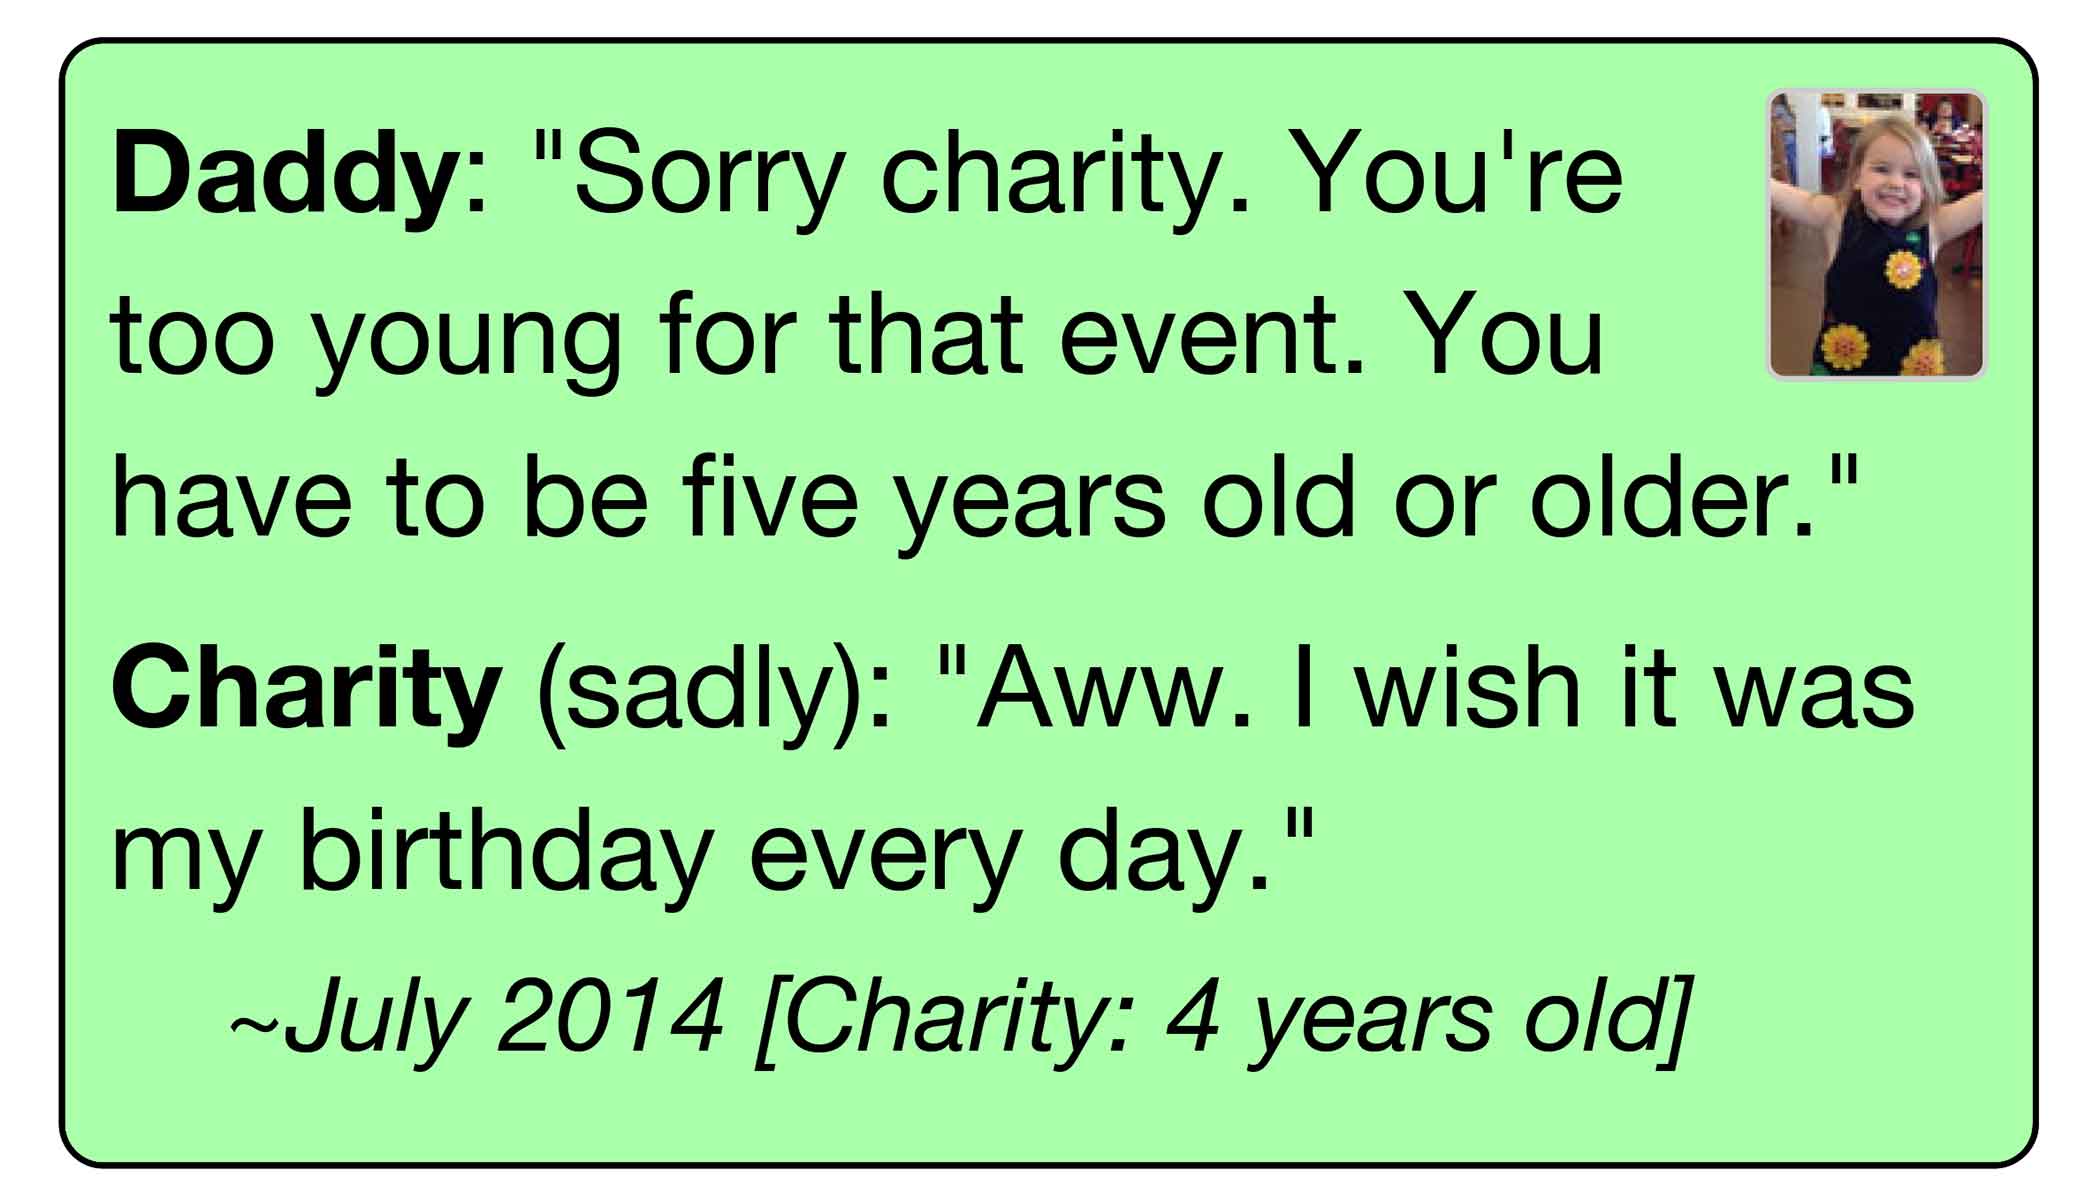 Daddy: "Sorry charity. You're
too young for that event. You
have to be five years old or older."
Charity (sadly): "Aww. I wish it was
my birthday every day."
~July 2014 [Charity: 4 years old]